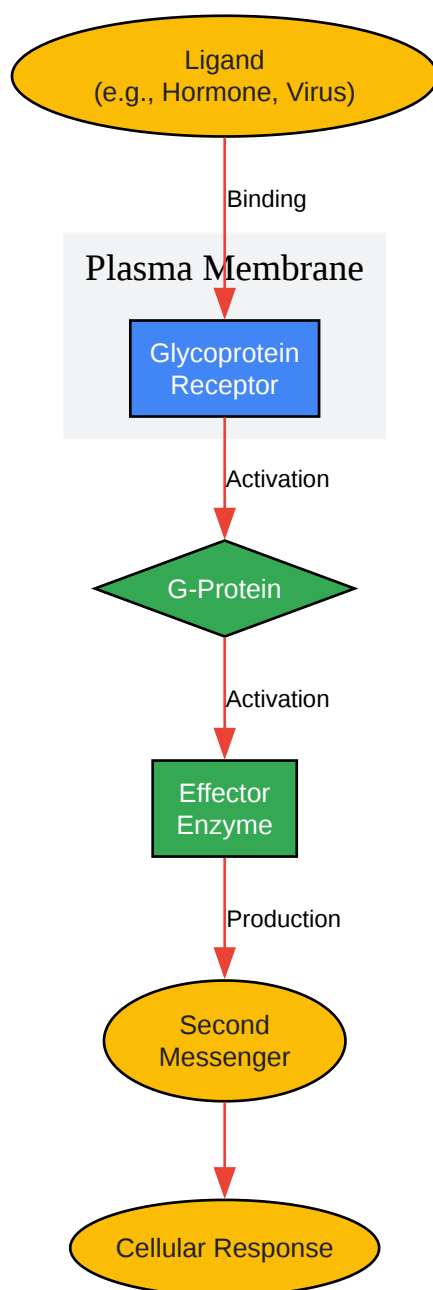 Ligand
(e.g., Hormone, Virus)
Binding
Plasma Membrane
Glycoprotein
Receptor
Activation
G-Protein
Activation
Effector
Enzyme
Production
Second
Messenger
Cellular Response